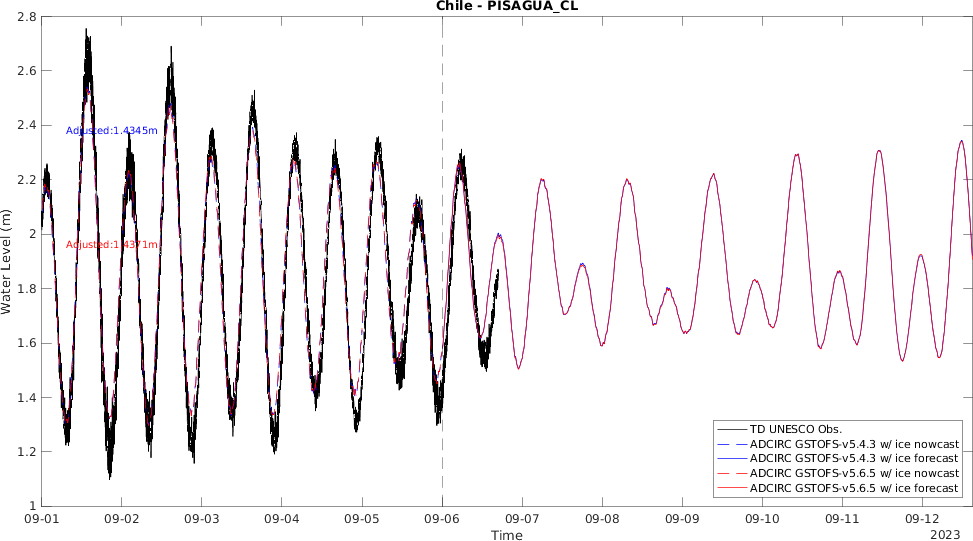 Chile - PISAGUA_CL
2.8
2.6
2.4
2.2
2
1.8
1.6
1.4
1.2
1
Water Level (m)
Adjusted:1.4345m
Adjusted:1.4371m
TD UNESCO Obs.
ADCIRC GSTOFS-v5.4.3 w/ ice nowcast
ADCIRC GSTOFS-v5.4.3 w/ ice forecast
ADCIRC GSTOFS-v5.6.5 w/ ice nowcast
ADCIRC GSTOFS-v5.6.5 w/ ice forecast
09-01 09-02 09-03 09-04 09-05 09-06 09-07 09-08 09-09 09-10 09-11 09-12
Time
2023